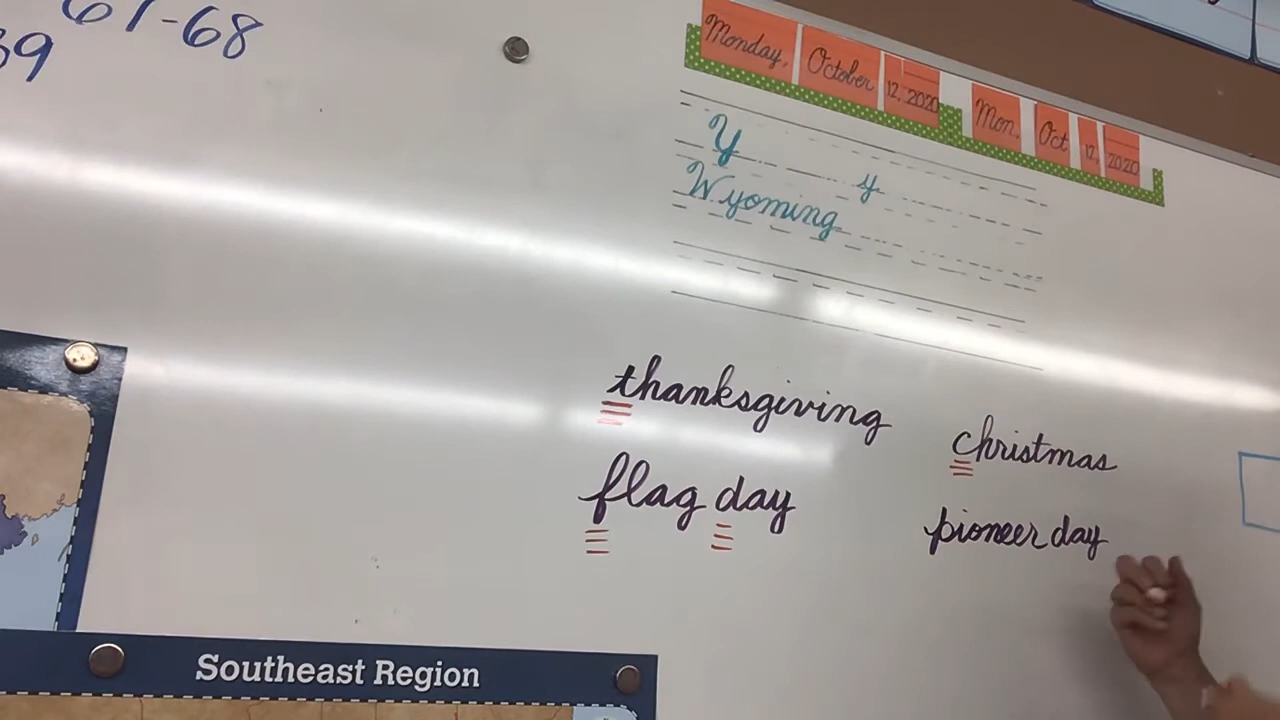 67-68
39
Monday, October 12, 2020 Mon. Oct 12, 2020
Y y
Wyoming
thanksgiving
christmas
flag day
pioneer day
Southeast Region